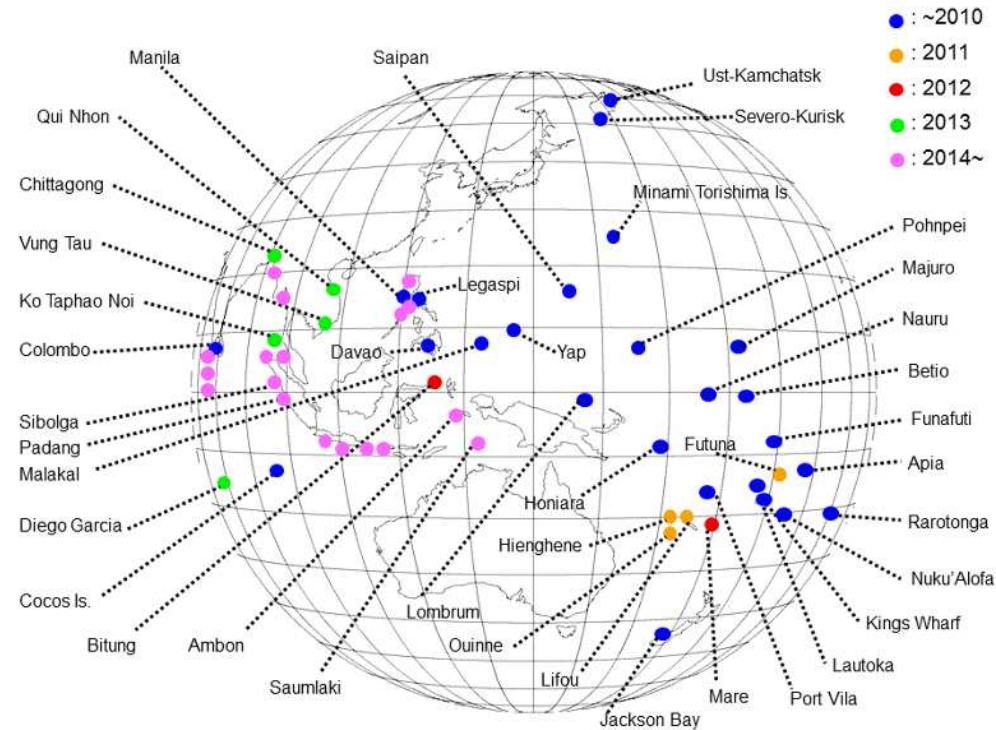 : ~2010
: 2011
: 2012
: 2013
: 2014~
Manila
Saipan
Ust-Kamchatsk
Qui Nhon
Severo-Kurisk
Chittagong
Minami Torishima Is.
Vung Tau
Pohnpei
Majuro
Legaspi
Ko Taphao Noi
Nauru
Colombo
Davao
Yap
Betio
Sibolga
Funafuti
Padang
Futuna
Malakal
Apia
Honiara
Diego Garcia
Rarotonga
Hienghene
Nuku'Alofa
Cocos Is.
Lombrum
Kings Wharf
Bitung
Ambon
Ouinne
Lautoka
Saumlaki
Lifou
Mare
Port Vila
Jackson Bay